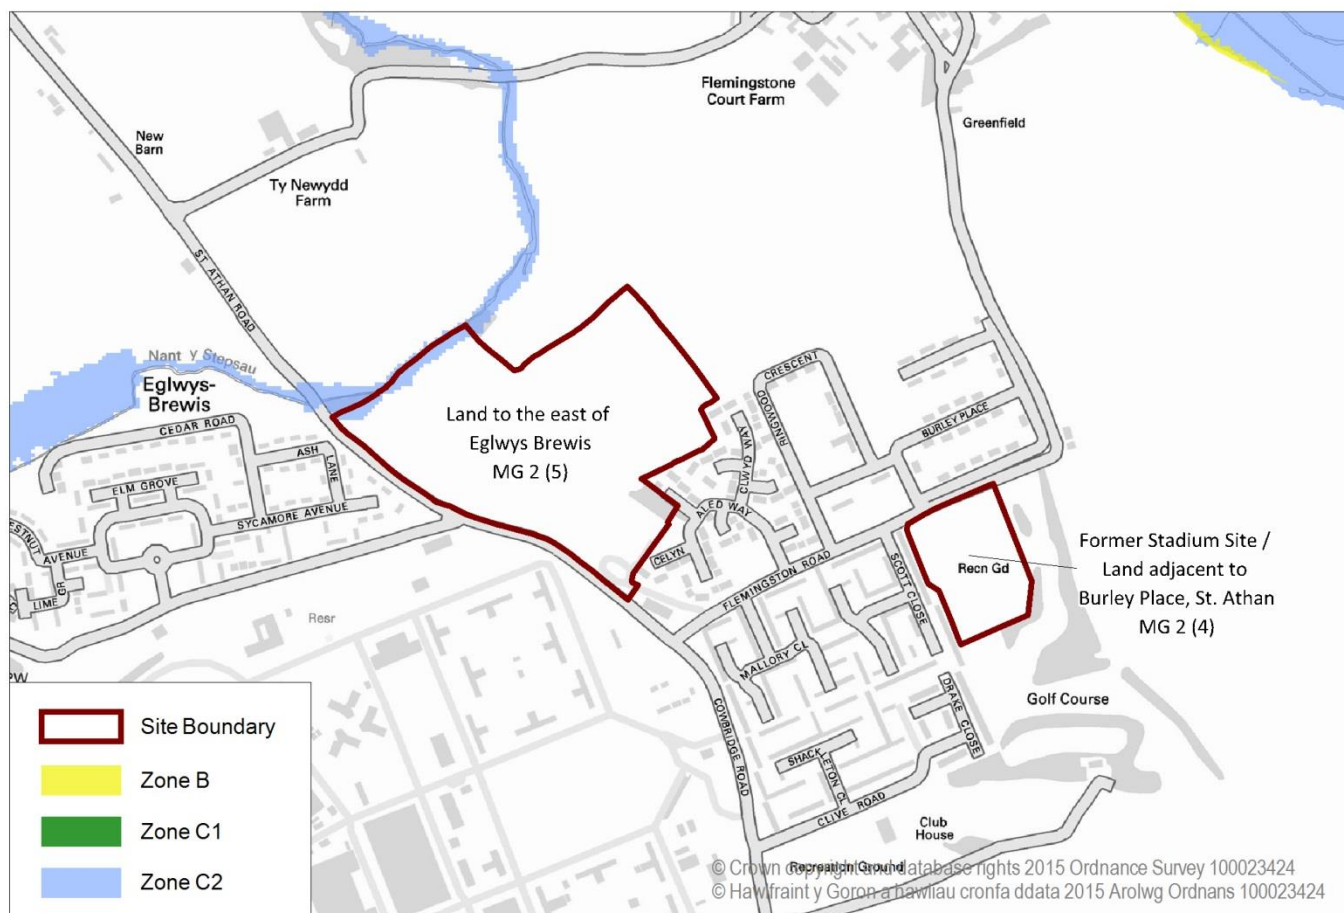 Flemingstone
Court Farm
Greenfield
New
Barn
Ty Newydd
Farm
ST ATHAN ROAD
Nant y Stepsau
Eglwys-
Brewis
CEDAR ROAD
ASH
LANE
ELM GROVE
SYCAMORE AVENUE
AVENUE
LIME
Land to the east of
Eglwys Brewis
MG 2 (5)
RINGWOOD
CRESCENT
BURLEY PLACE
CLWYD WAY
ALED WAY
CELYN
FLEMINGSTON ROAD
SCOTT CLOSE
Recn Gd
Former Stadium Site /
Land adjacent to
Burley Place, St. Athan
MG 2 (4)
Resr
MALLORY CL
COWBRIDGE ROAD
DRAKE CLOSE
Golf Course
SHACKLETON CL
CLIVE ROAD
Club
House
Recreation Ground
Site Boundary
Zone B
Zone C1
Zone C2
© Crown copyright and database rights 2015 Ordnance Survey 100023424
© Hawlfraint y Goron a hawliau cronfa ddata 2015 Arolwg Ordnans 100023424